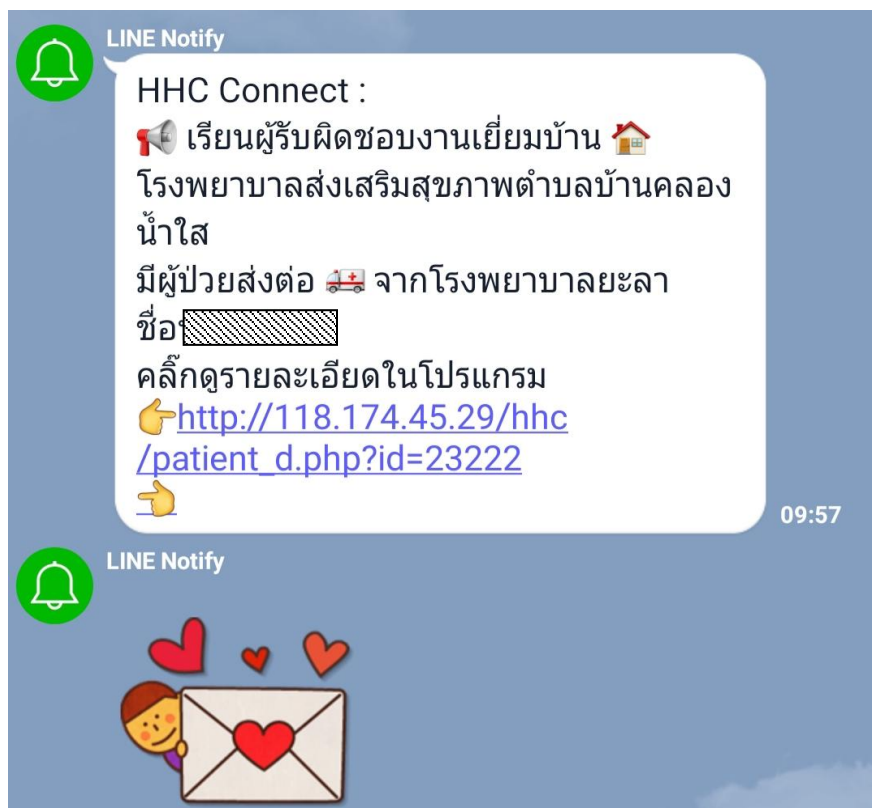 LINE Notify
HHC Connect :
📢 เรียนผู้รับผิดชอบงานเยี่ยมบ้าน 🏠
โรงพยาบาลส่งเสริมสุขภาพตำบลบ้านคลอง
น้ำใส
มีผู้ป่วยส่งต่อ 🚑 จากโรงพยาบาลยะลา
ชื่อ
คลิ๊กดูรายละเอียดในโปรแกรม
👉http://118.174.45.29/hhc
/patient_d.php?id=23222
👈
09:57
LINE Notify